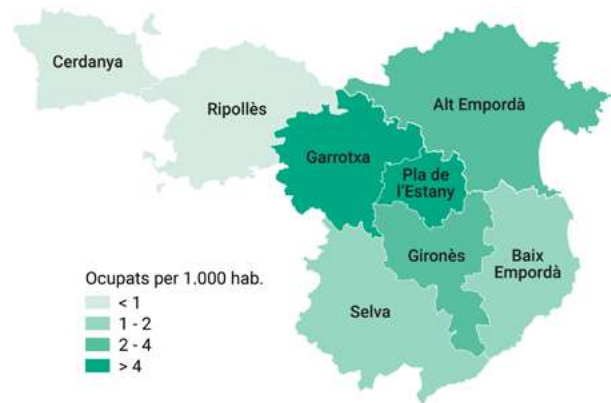 Cerdanya
Ripollès
Alt Empordà
Garrotxa
Pla de
l'Estany
Gironès
Baix
Empordà
Selva
Ocupats per 1.000 hab.
< 1
1 - 2
2 - 4
> 4